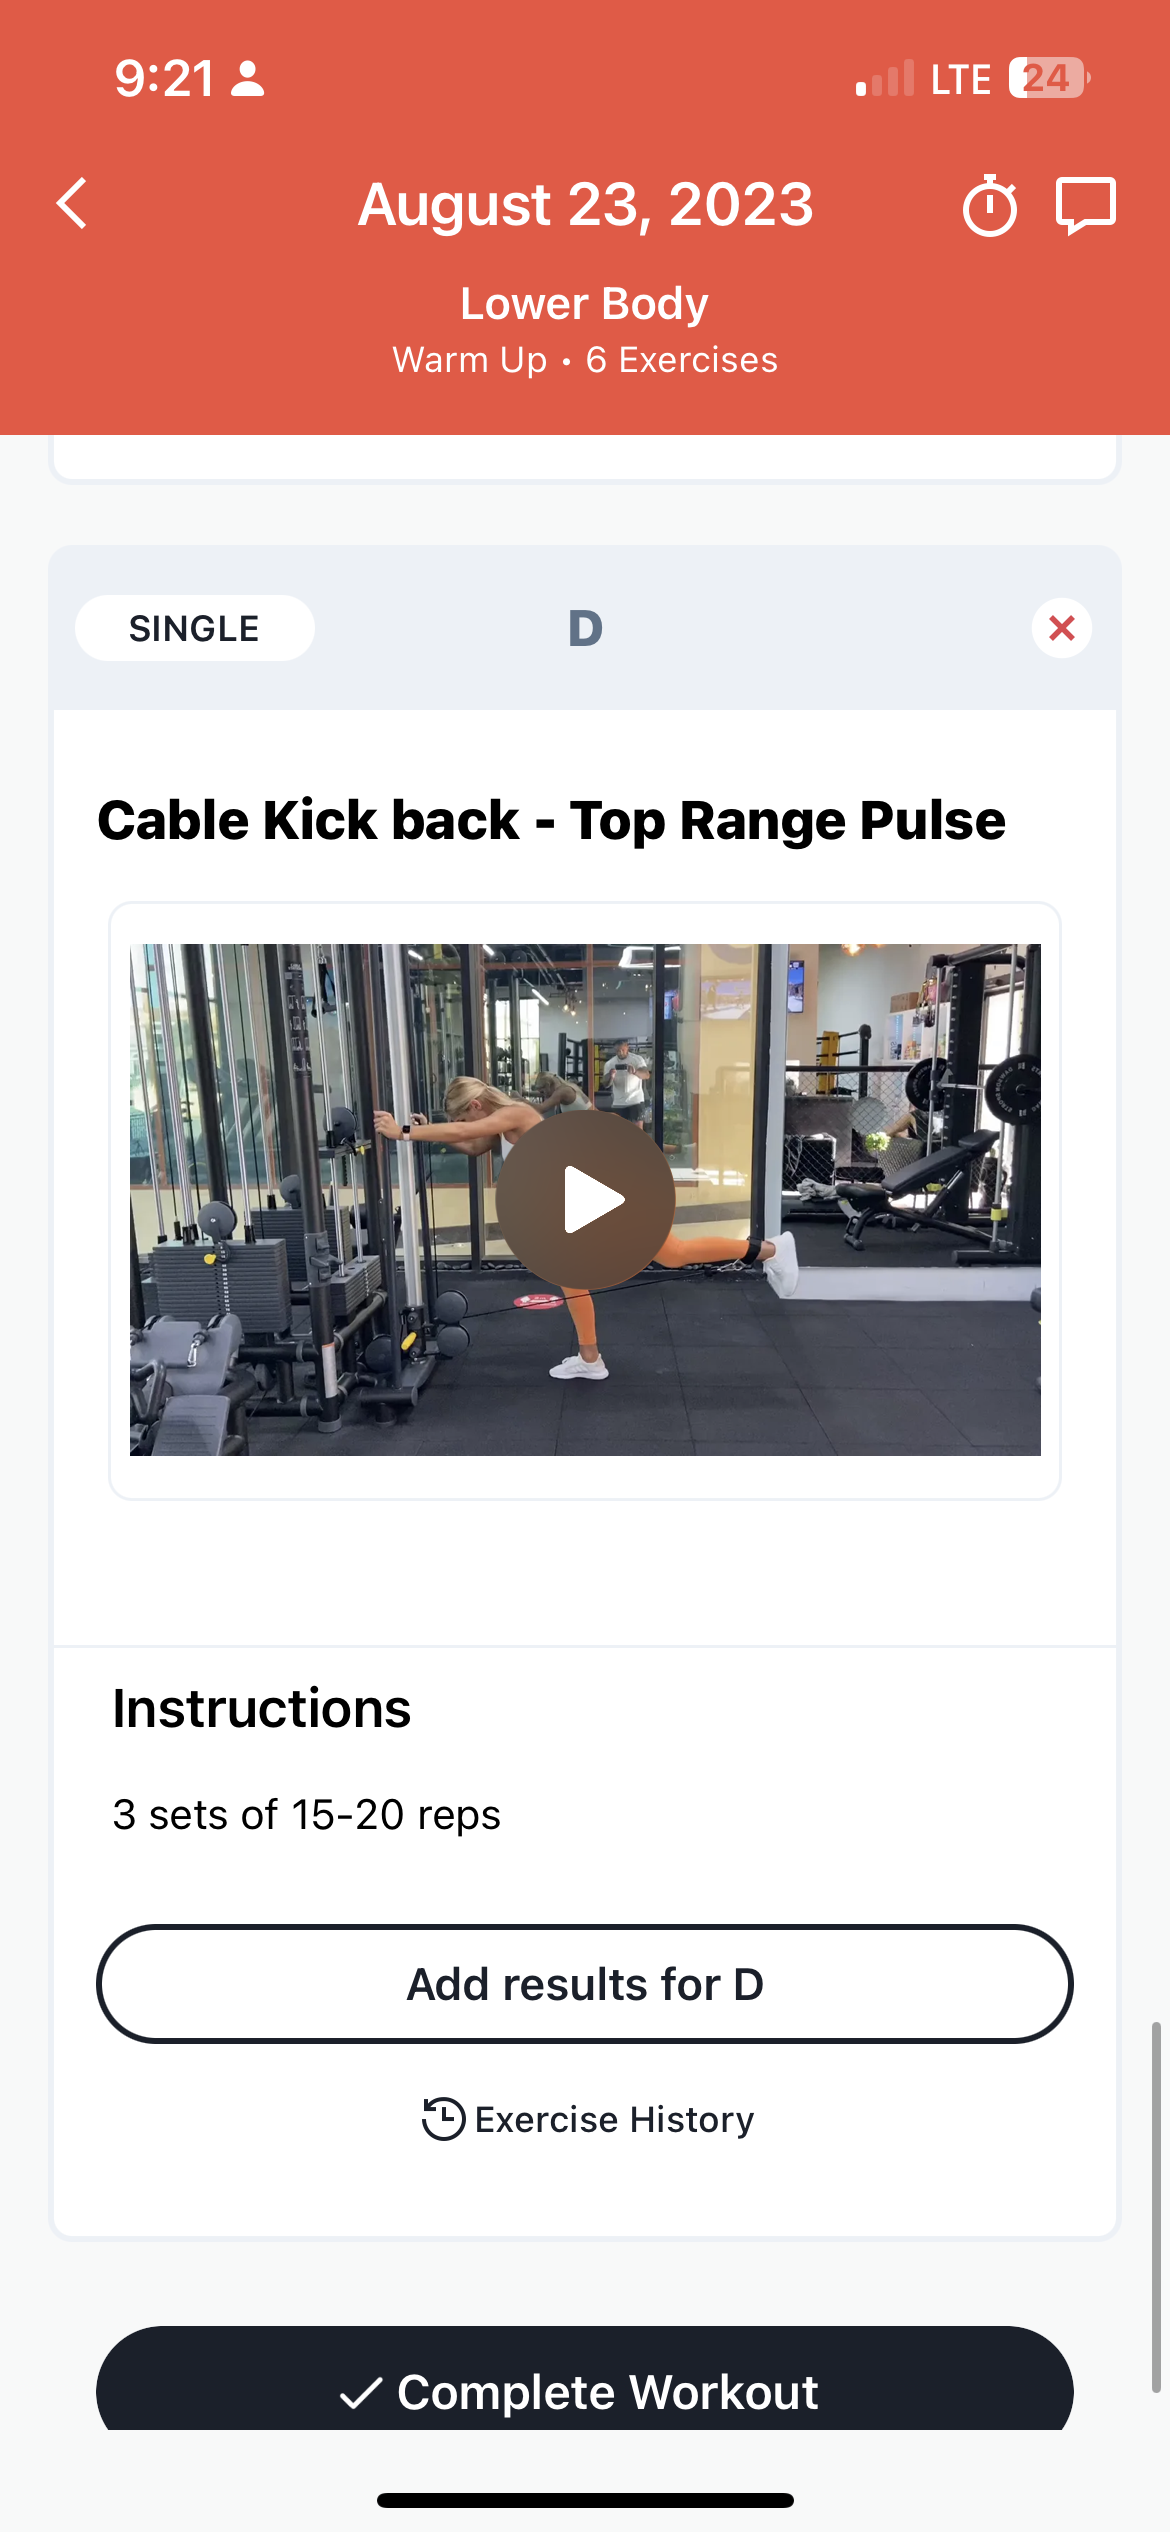 9:21
LTE 24
August 23, 2023
Lower Body
Warm Up • 6 Exercises
SINGLE
D
Cable Kick back - Top Range Pulse
Instructions
3 sets of 15-20 reps
Add results for D
Exercise History
Complete Workout